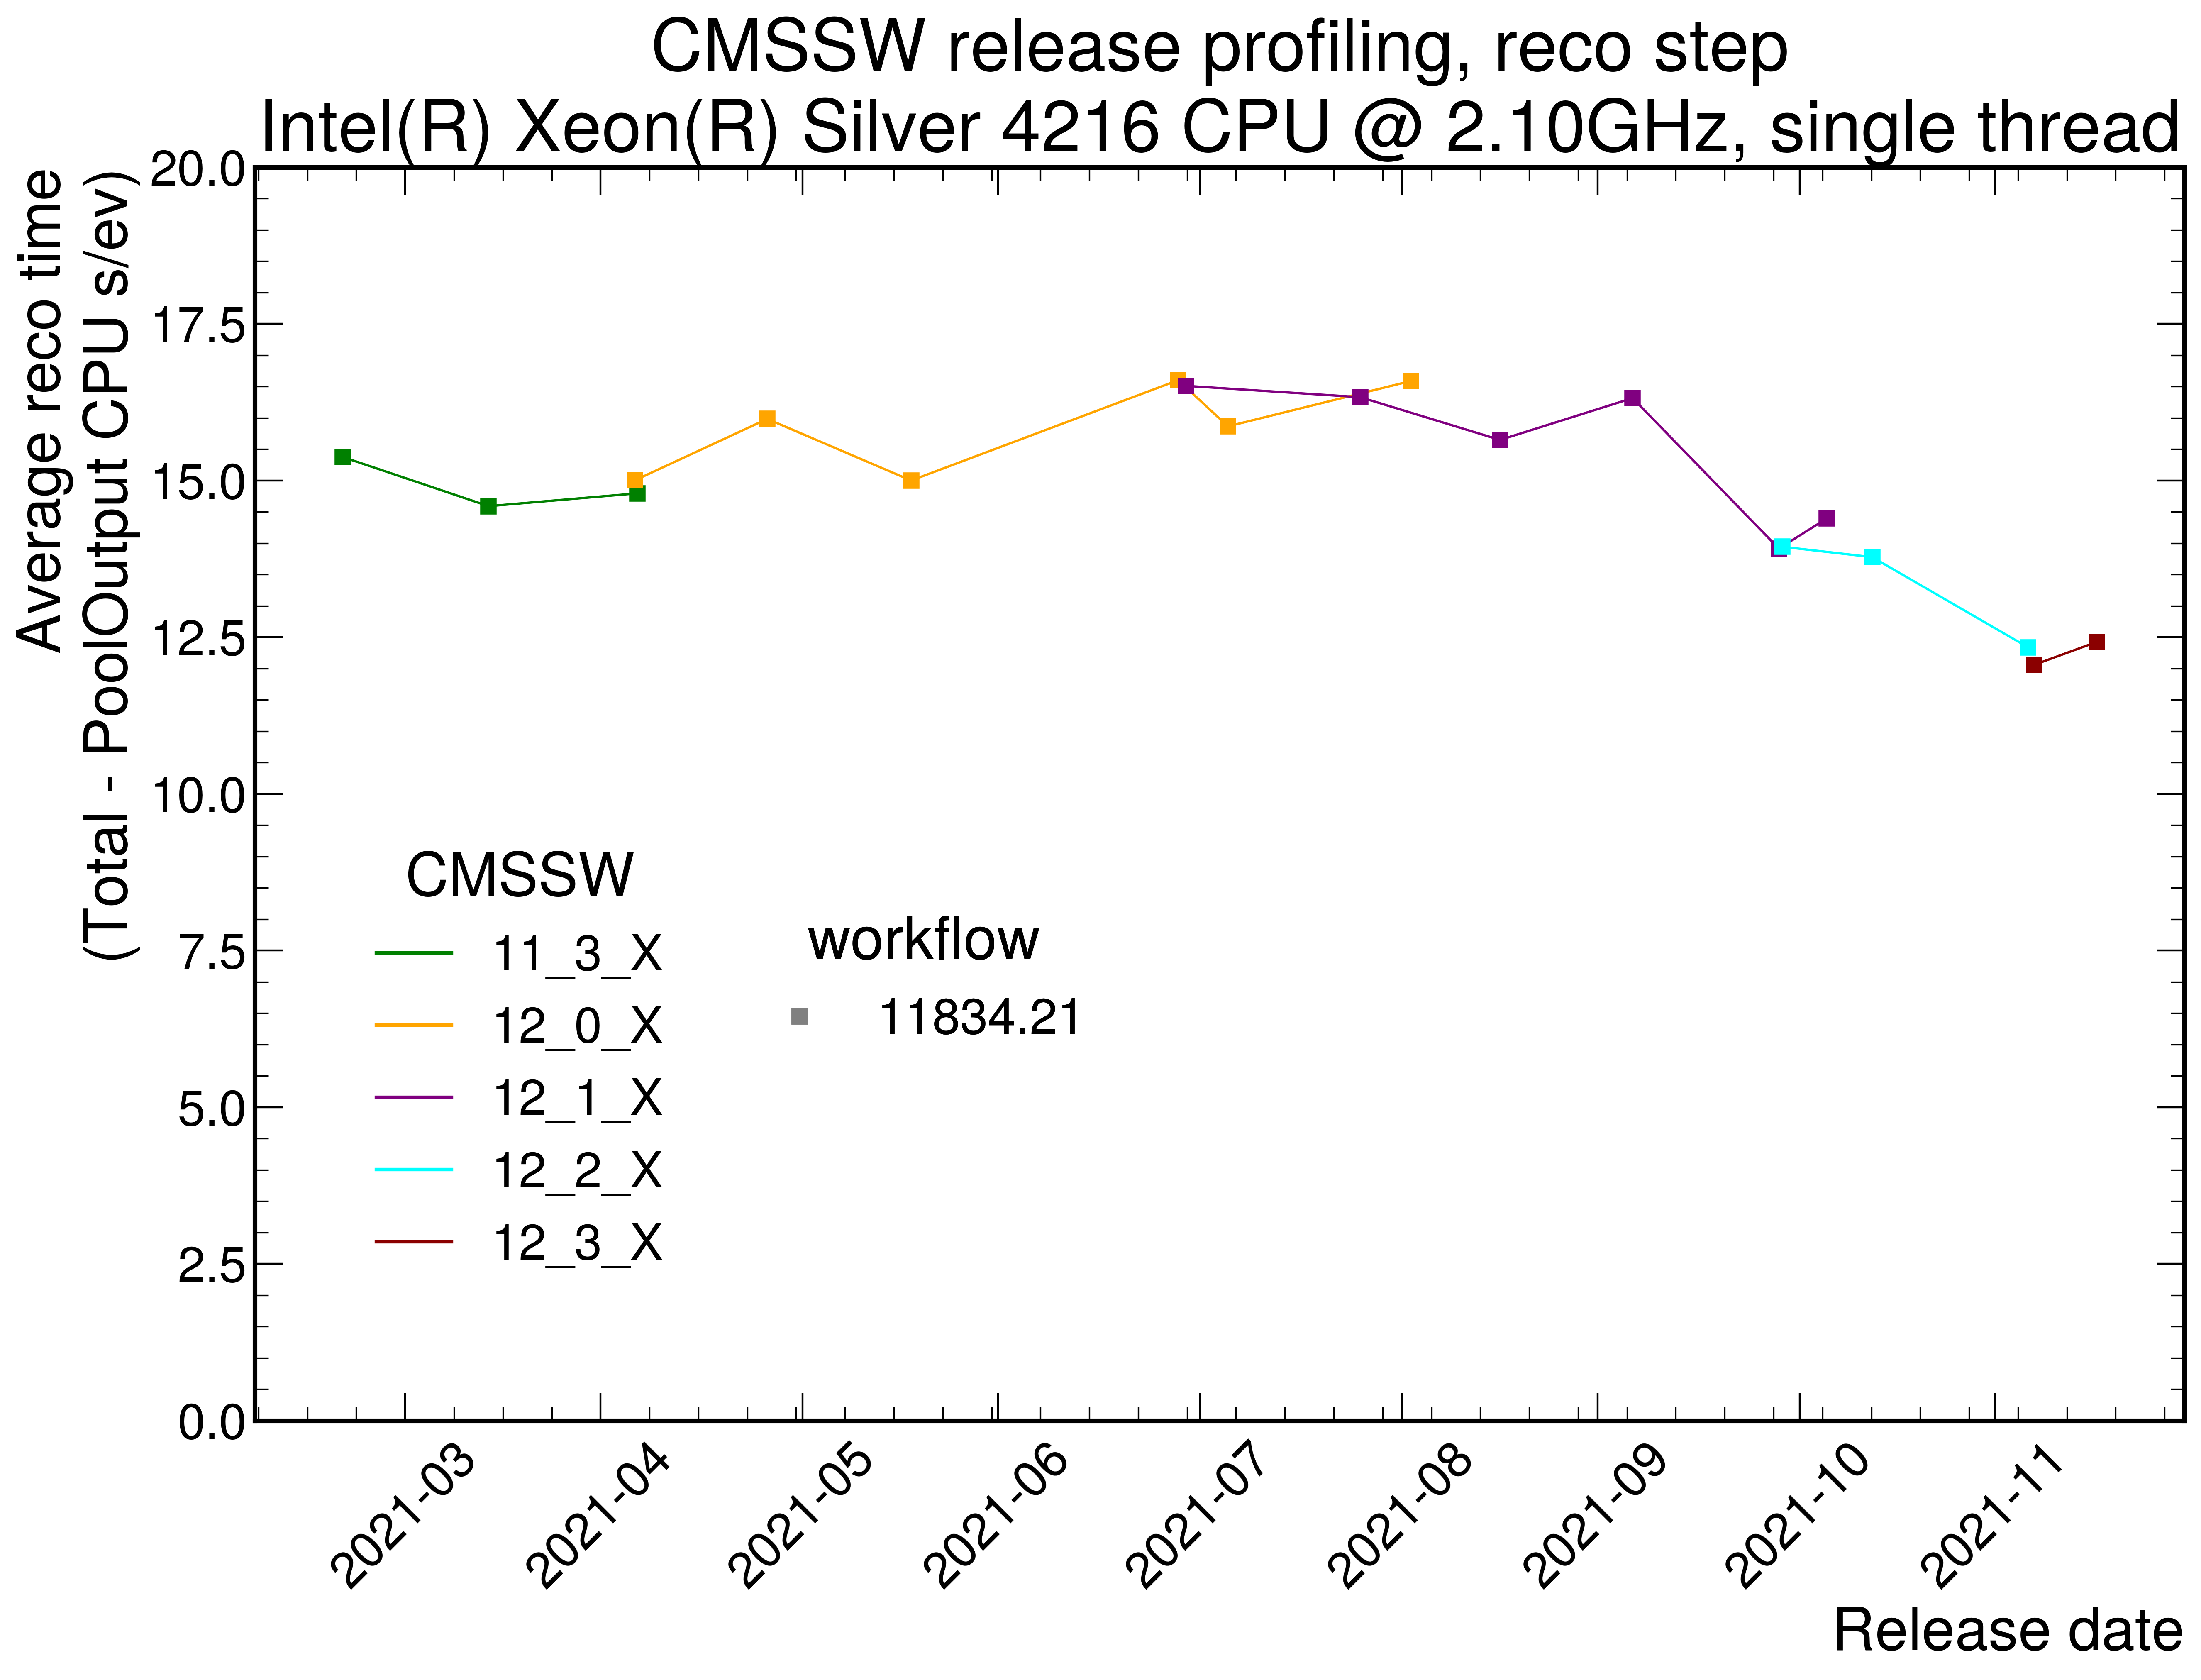 CMSSW release profiling, reco step
Intel(R) Xeon(R) Silver 4216 CPU @ 2.10GHz, single thread
Average reco time
(Total - PoolOutput CPU s/ev)
20.0
17.5
15.0
12.5
10.0
7.5
5.0
2.5
0.0
CMSSW
11_3_X
12_0_X
12_1_X
12_2_X
12_3_X
workflow
11834.21
2021-03
2021-04
2021-05
2021-06
2021-07
2021-08
2021-09
2021-10
2021-11
Release date